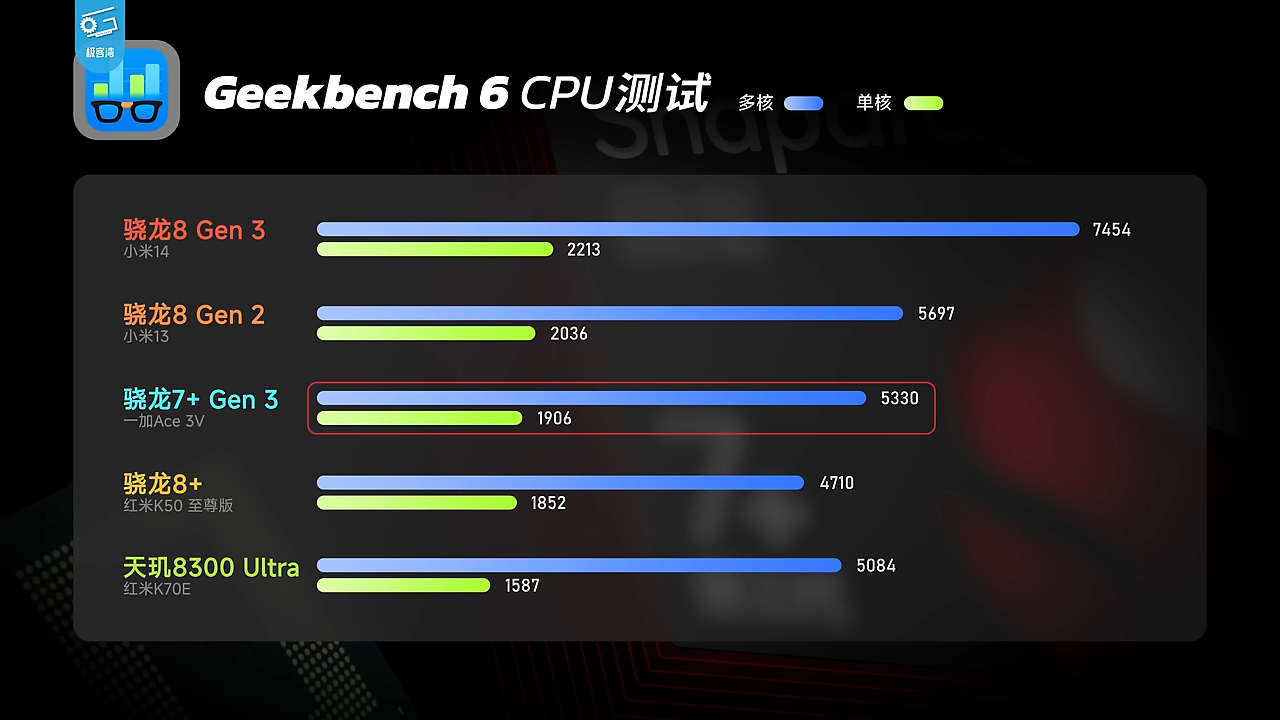 极客湾
Geekbench 6 CPU测试
多核 单核
骁龙8 Gen 3
小米14
7454
2213
骁龙8 Gen 2
小米13
5697
2036
骁龙7+ Gen 3
一加Ace 3V
5330
1906
骁龙8+
红米K50 至尊版
4710
1852
天玑8300 Ultra
红米K70E
5084
1587
Snapdrag
7+